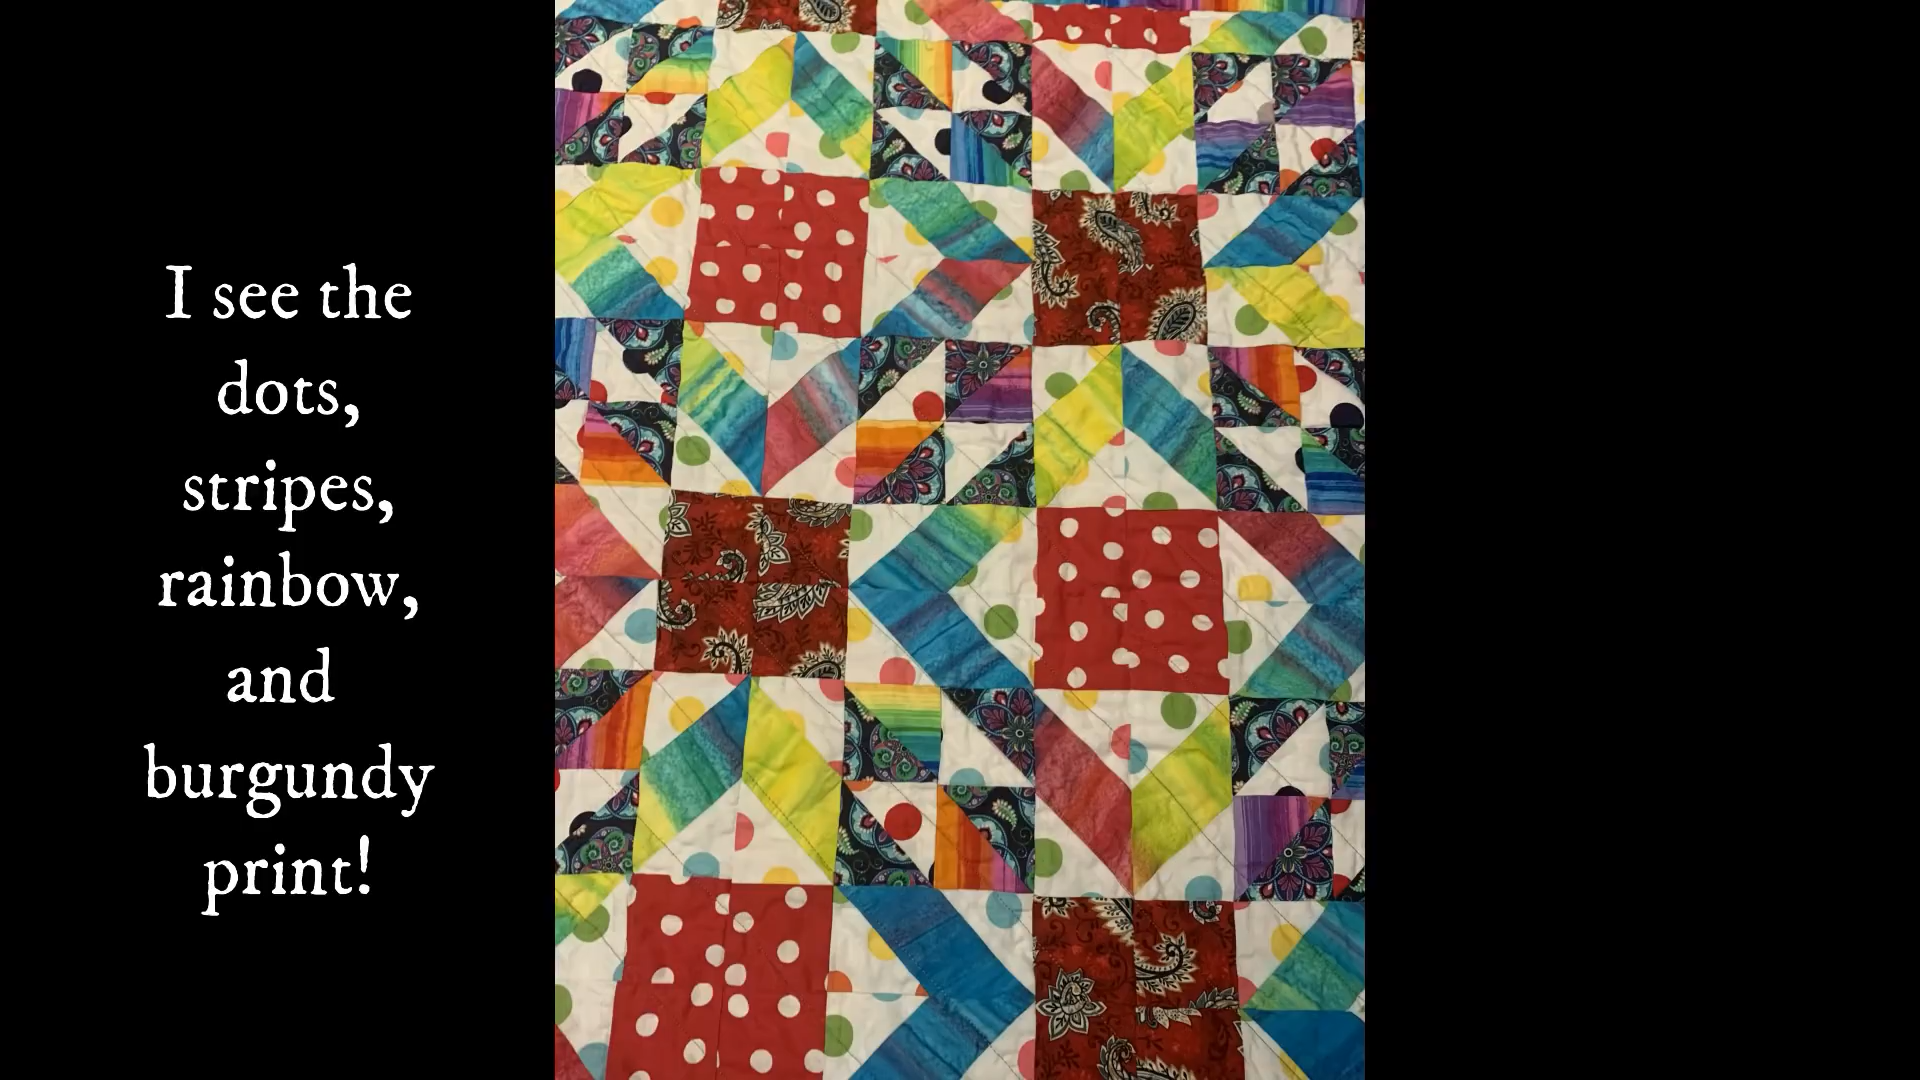 I see the
dots,
stripes,
rainbow,
and
burgundy
print!